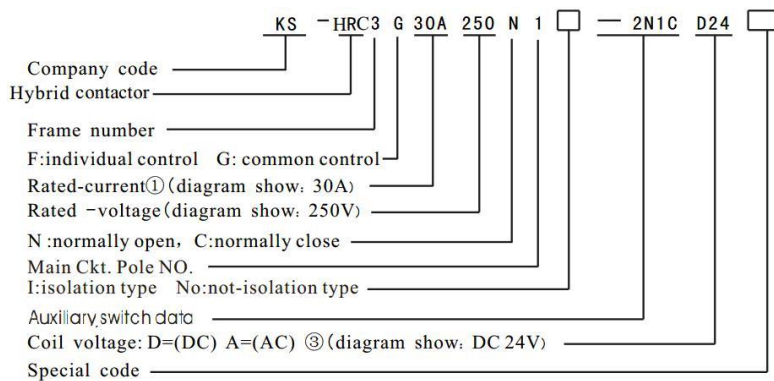 KS -HRC3 G 30A 250 N 1 □ — 2N1C D24 □
Company code
Hybrid contactor
Frame number
F:individual control G: common control
Rated-current①(diagram show: 30A)
Rated -voltage(diagram show: 250V)
N :normally open, C:normally close
Main Ckt. Pole NO.
I:isolation type No:not-isolation type
Auxiliary switch data
Coil voltage: D=(DC) A=(AC) ③(diagram show: DC 24V)
Special code